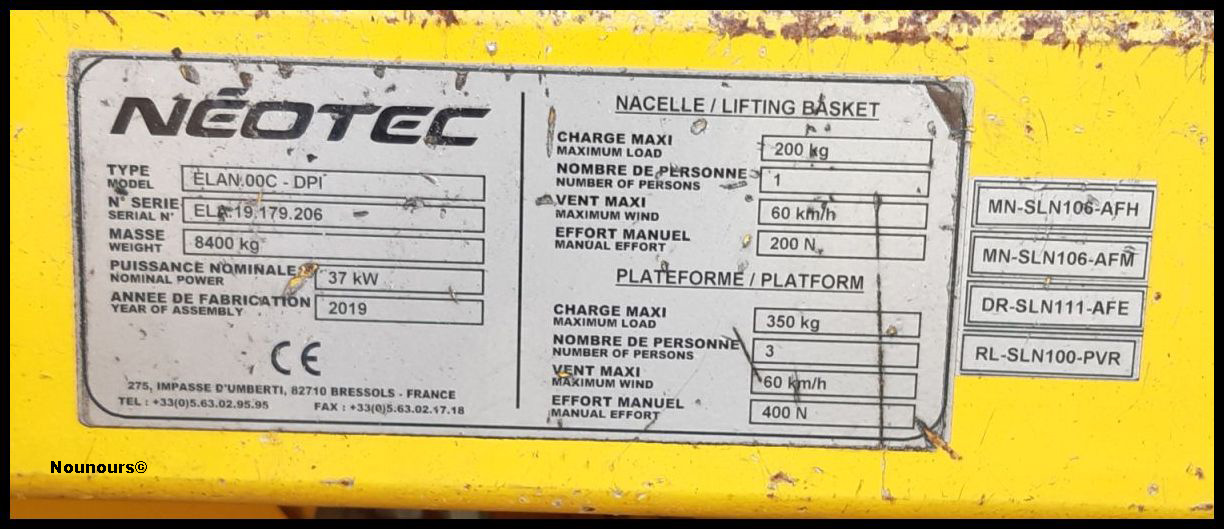 NÉOTEC
TYPE
MODEL
ELAN.00C - DPI
N° SERIE
SERIAL N°
ELA.19.179.206
MASSE
WEIGHT
8400 kg
PUISSANCE NOMINALE
NOMINAL POWER
37 kW
ANNEE DE FABRICATION
YEAR OF ASSEMBLY
2019
CE
275, IMPASSE D'UMBERTI, 82710 BRESSOLS - FRANCE
TEL : +33(0)5.63.02.95.95 FAX : +33(0)5.63.02.17.18
NACELLE / LIFTING BASKET
CHARGE MAXI
MAXIMUM LOAD
200 kg
NOMBRE DE PERSONNE
NUMBER OF PERSONS
1
VENT MAXI
MAXIMUM WIND
60 km/h
EFFORT MANUEL
MANUAL EFFORT
200 N
PLATEFORME / PLATFORM
CHARGE MAXI
MAXIMUM LOAD
350 kg
NOMBRE DE PERSONNE
NUMBER OF PERSONS
3
VENT MAXI
MAXIMUM WIND
60 km/h
EFFORT MANUEL
MANUAL EFFORT
400 N
MN-SLN106-AFH
MN-SLN106-AFM
DR-SLN111-AFE
RL-SLN100-PVR
Nounours©